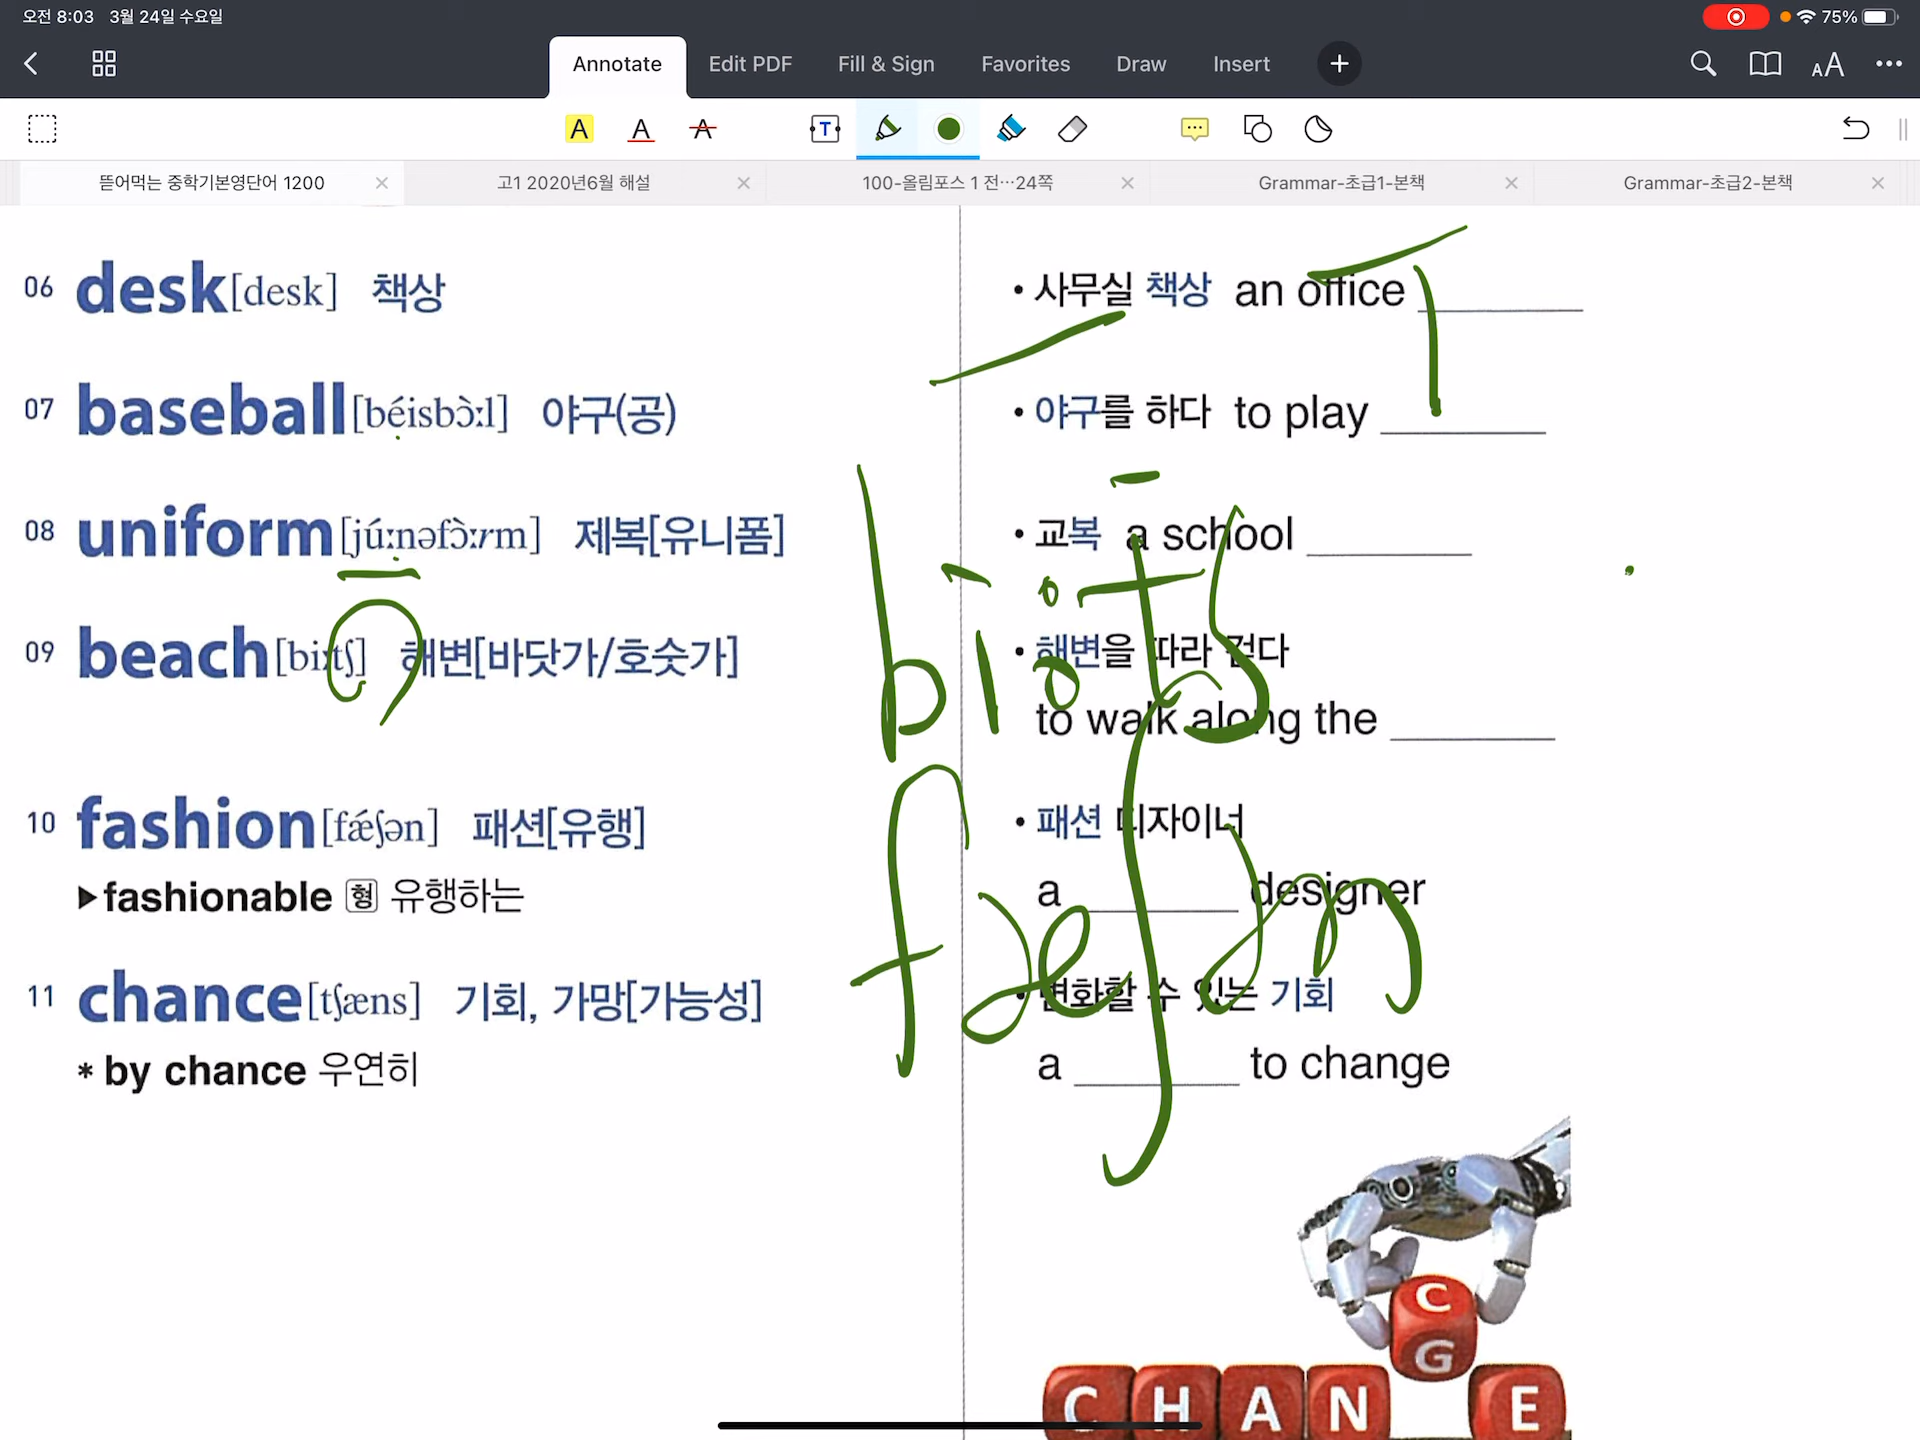 오전 8:03 3월 24일 수요일 75%
Annotate Edit PDF Fill & Sign Favorites Draw Insert
A A A T AA
뜯어먹는 중학기본영단어 1200 고1 2020년6월 해설 100-올림포스 1 전…24쪽 Grammar-초급1-본책 Grammar-초급2-본책
06 desk[desk] 책상
07 baseball[béisbɔ̀ːl] 야구(공)
08 uniform[júːnəfɔ̀ːrm] 제복[유니폼]
09 beach[biːtʃ] 해변[바닷가/호숫가]
10 fashion[fǽʃən] 패션[유행]
▶fashionable 형 유행하는
11 chance[tʃæns] 기회, 가망[가능성]
* by chance 우연히
• 사무실 책상 an office ________
• 야구를 하다 to play ________
• 교복 a school ________
• 해변을 따라 걷다
to walk along the ________
• 패션 디자이너
a ________ designer
• 변화할 수 있는 기회
a ________ to change
C
G
C H A N E